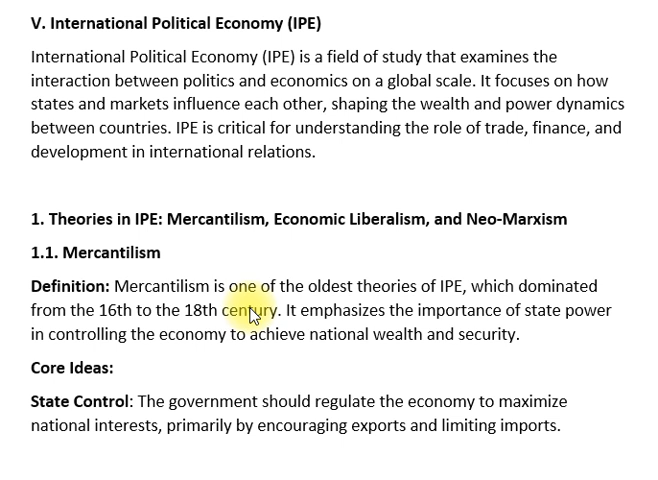 V. International Political Economy (IPE)
International Political Economy (IPE) is a field of study that examines the
interaction between politics and economics on a global scale. It focuses on how
states and markets influence each other, shaping the wealth and power dynamics
between countries. IPE is critical for understanding the role of trade, finance, and
development in international relations.
1. Theories in IPE: Mercantilism, Economic Liberalism, and Neo-Marxism
1.1. Mercantilism
Definition: Mercantilism is one of the oldest theories of IPE, which dominated
from the 16th to the 18th century. It emphasizes the importance of state power
in controlling the economy to achieve national wealth and security.
Core Ideas:
State Control: The government should regulate the economy to maximize
national interests, primarily by encouraging exports and limiting imports.